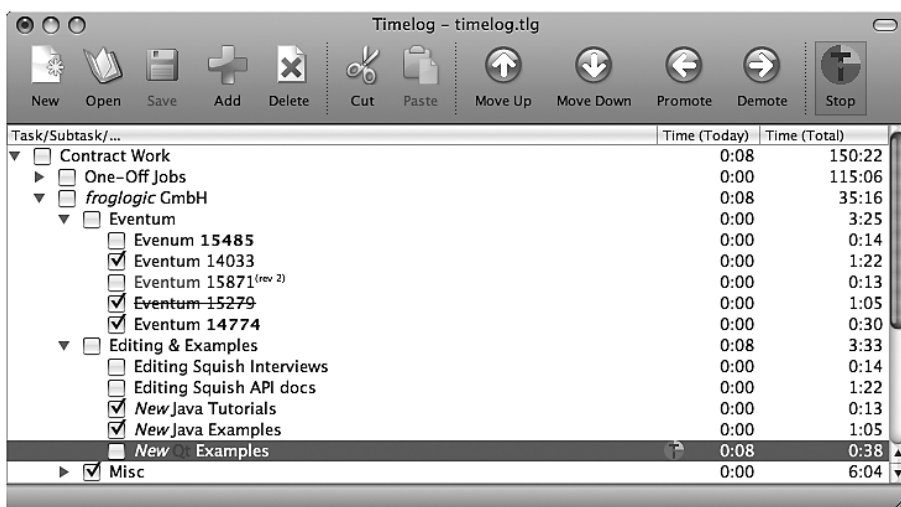 Timelog – timelog.tlg
New Open Save Add Delete Cut Paste Move Up Move Down Promote Demote Stop
Task/Subtask/... Time (Today) Time (Total)
Contract Work 0:08 150:22
One-Off Jobs 0:00 115:06
froglogic GmbH 0:08 35:16
Eventum 0:00 3:25
Evenum 15485 0:00 0:14
Eventum 14033 0:00 1:22
Eventum 15871(rev 2) 0:00 0:13
Eventum 15279 0:00 1:05
Eventum 14774 0:00 0:30
Editing & Examples 0:08 3:33
Editing Squish Interviews 0:00 0:14
Editing Squish API docs 0:00 1:22
New Java Tutorials 0:00 0:13
New Java Examples 0:00 1:05
New Qt Examples 0:08 0:38
Misc 0:00 6:04